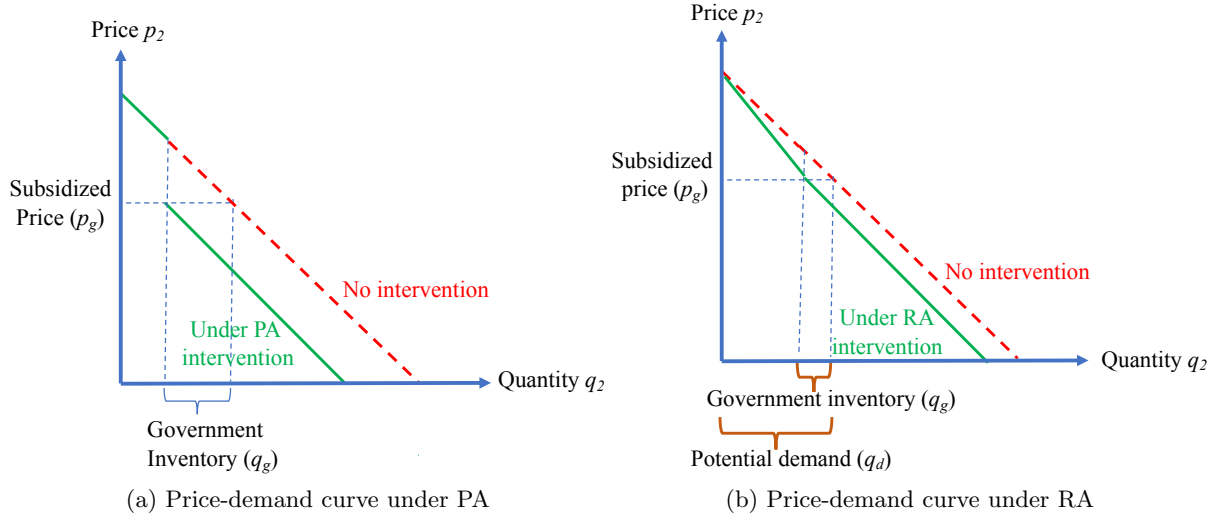 Price p2
Subsidized
Price (pg)
No intervention
Under PA
intervention
Quantity q2
Government
Inventory (qg)
(a) Price-demand curve under PA
Price p2
Subsidized
price (pg)
No intervention
Under RA
intervention
Quantity q2
Government inventory (qg)
Potential demand (qd)
(b) Price-demand curve under RA